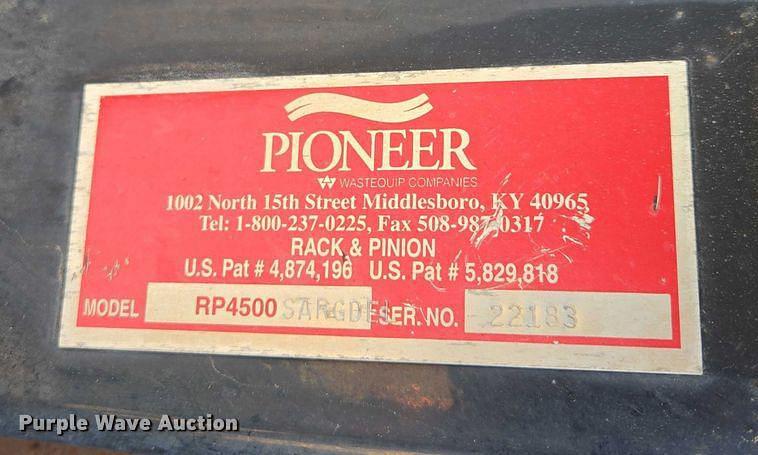 PIONEER
WASTEQUIP COMPANIES
1002 North 15th Street Middlesboro, KY 40965
Tel: 1-800-237-0225, Fax 508-987-0317
RACK & PINION
U.S. Pat # 4,874,196 U.S. Pat # 5,829,818
MODEL RP4500 SER. NO. 22183
Purple Wave Auction